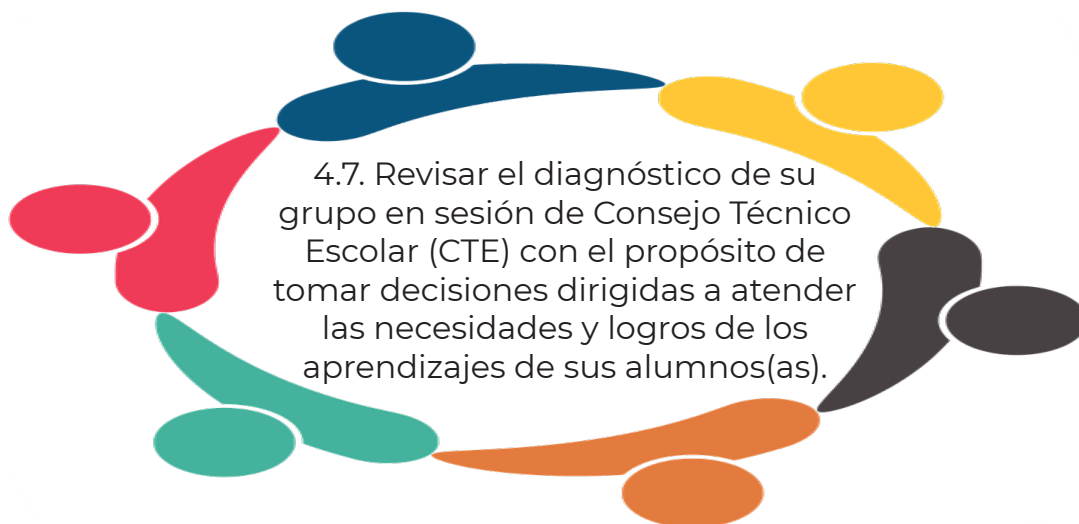 4.7. Revisar el diagnóstico de su
grupo en sesión de Consejo Técnico
Escolar (CTE) con el propósito de
tomar decisiones dirigidas a atender
las necesidades y logros de los
aprendizajes de sus alumnos(as).